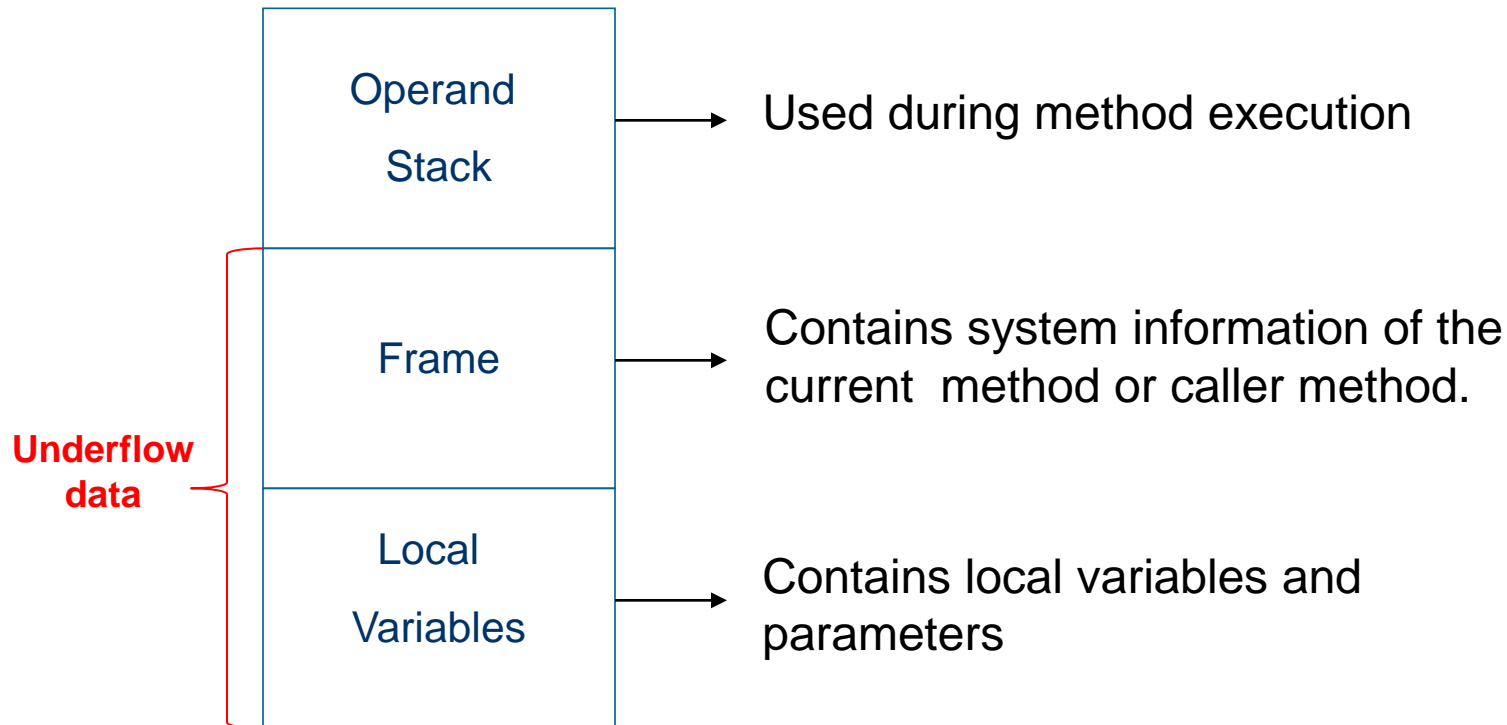 Operand
Stack
Used during method execution
Frame
Contains system information of the
current method or caller method.
Underflow
data
Local
Variables
Contains local variables and
parameters